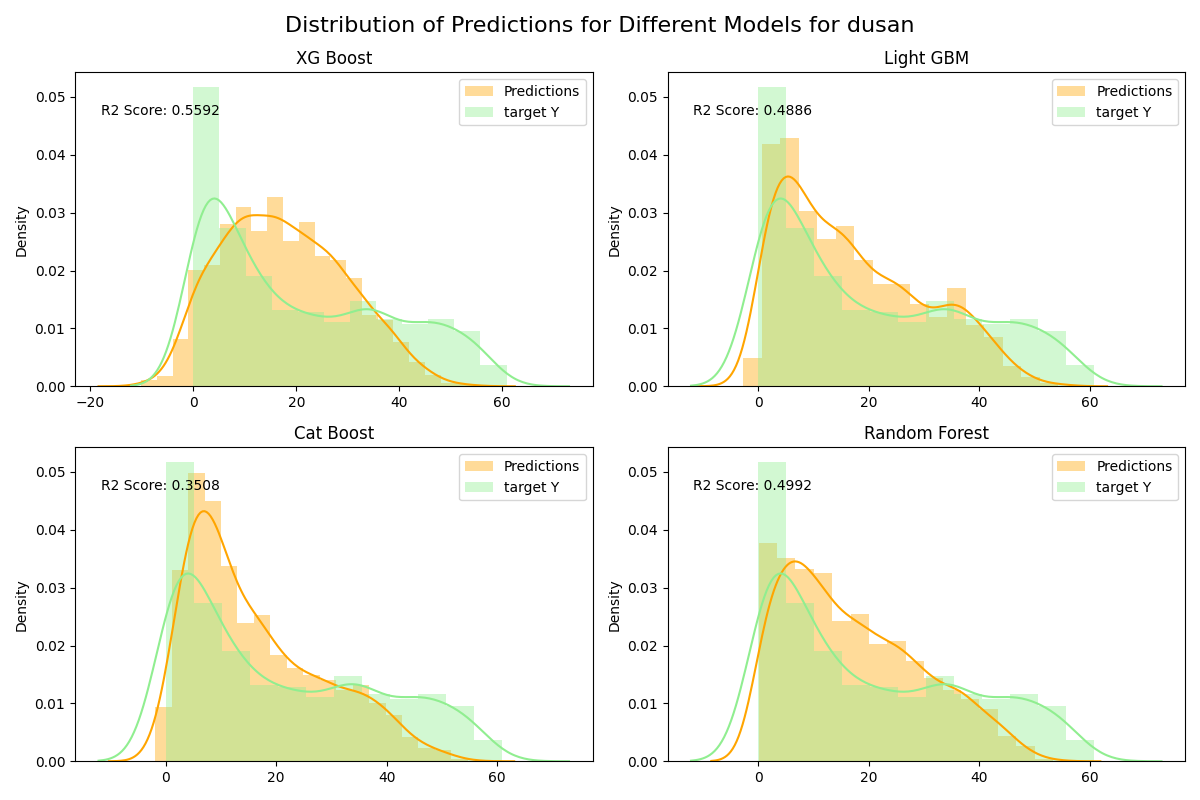 Distribution of Predictions for Different Models for dusan
XG Boost
R2 Score: 0.5592
Predictions
target Y
Density
0.05
0.04
0.03
0.02
0.01
0.00
−20
0
20
40
60
Light GBM
R2 Score: 0.4886
Predictions
target Y
Density
0.05
0.04
0.03
0.02
0.01
0.00
0
20
40
60
Cat Boost
R2 Score: 0.3508
Predictions
target Y
Density
0.05
0.04
0.03
0.02
0.01
0.00
0
20
40
60
Random Forest
R2 Score: 0.4992
Predictions
target Y
Density
0.05
0.04
0.03
0.02
0.01
0.00
0
20
40
60